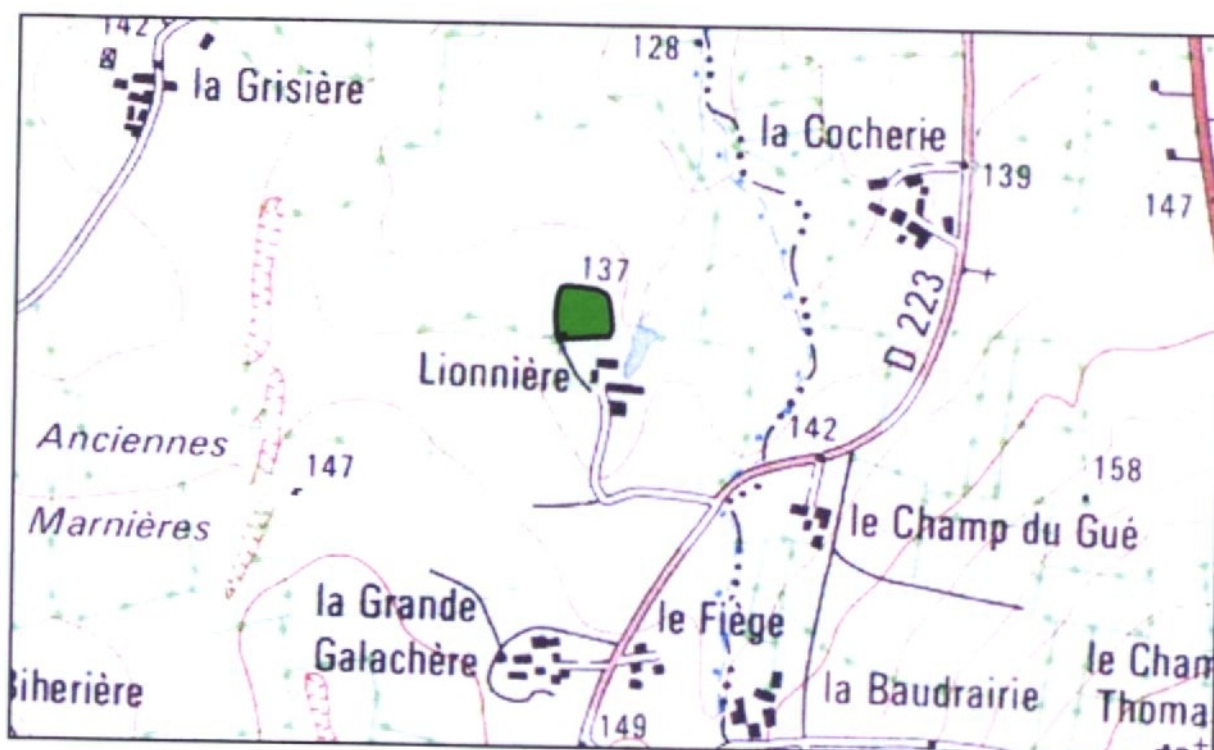 142
128
la Grisière
la Cocherie
139
147
137
D 223
Lionnière
Anciennes
142
147
158
Marnières
le Champ du Gué
la Grande
Galachère
le Fiège
le Cham
Thoma
la Baudrairie
149